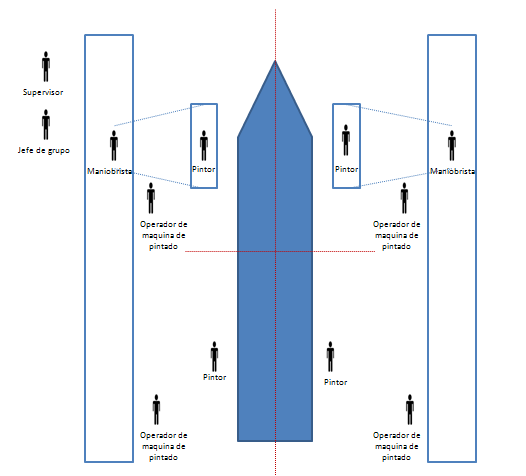 Supervisor
Jefe de grupo
Maniobrista
Pintor
Pintor
Maniobrista
Operador de
maquina de
pintado
Operador de
maquina de
pintado
Pintor
Pintor
Operador de
maquina de
pintado
Operador de
maquina de
pintado